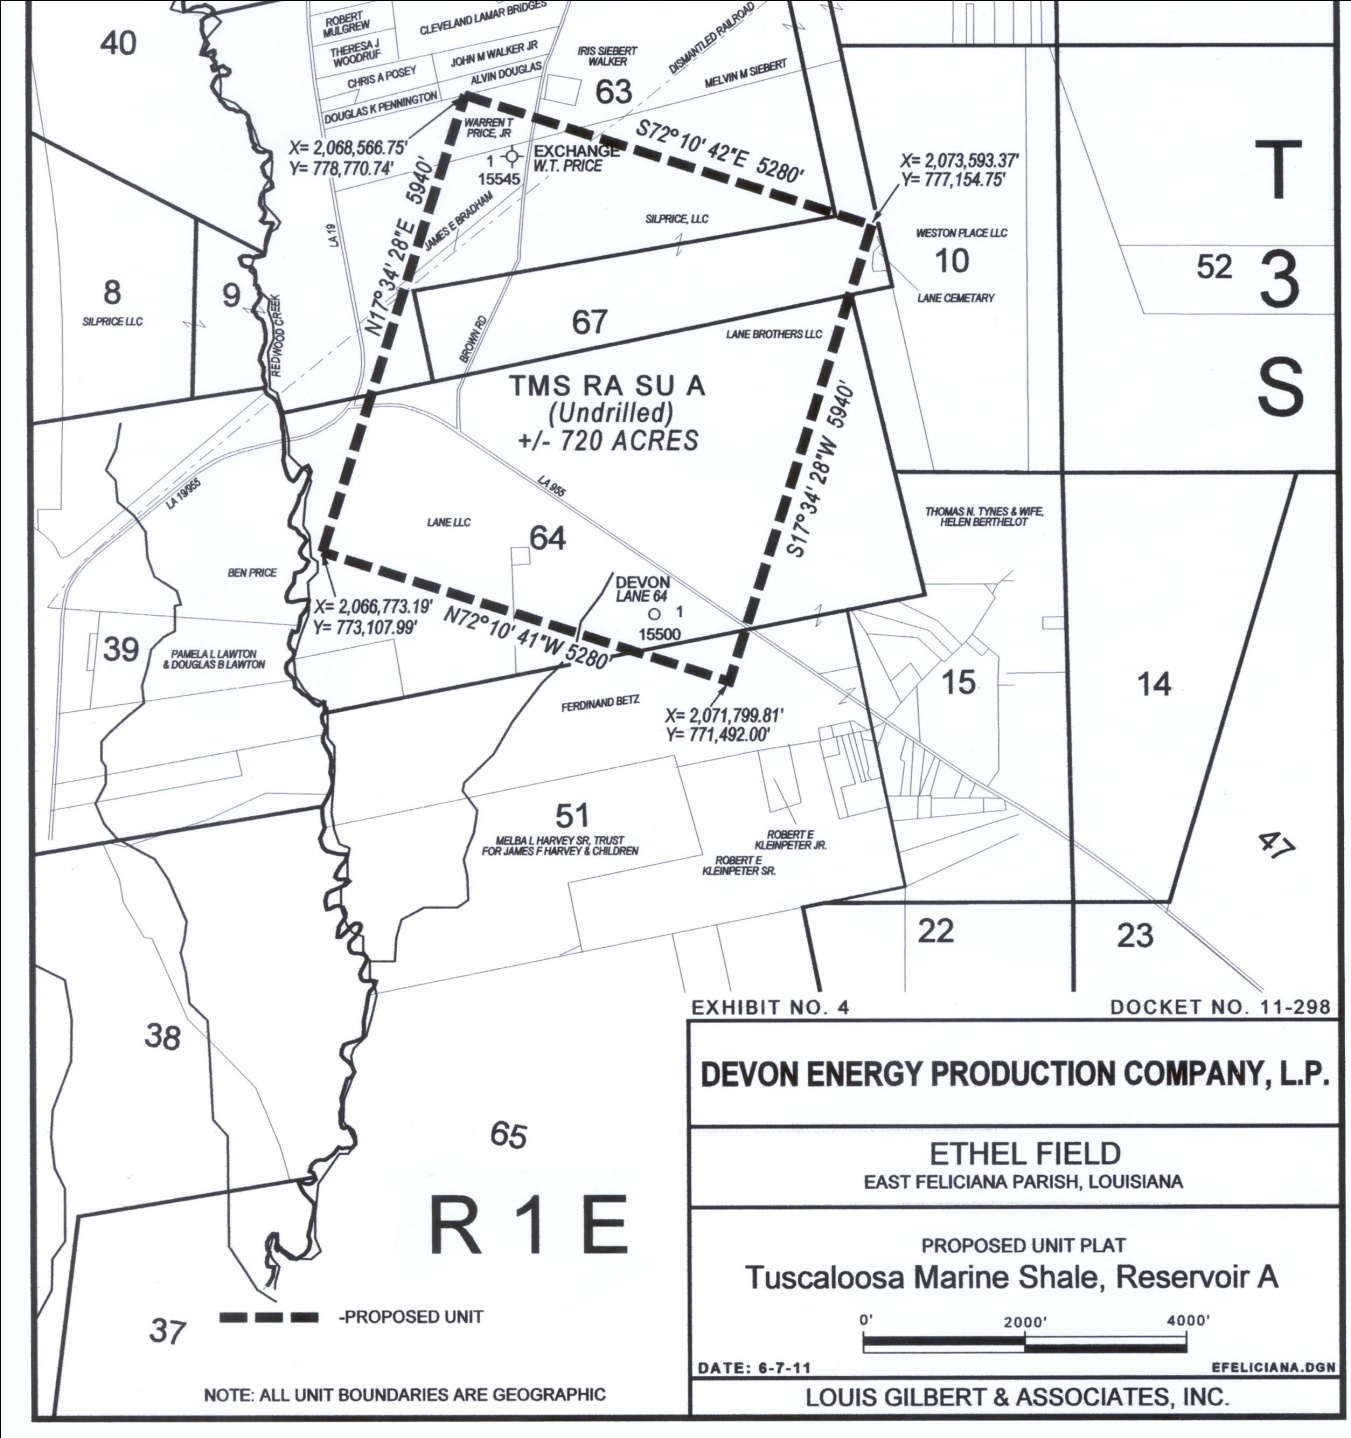 40
ROBERT
MULGREW
CLEVELAND LAMAR BRIDGES
THERESA J
WOODRUF
JOHN M WALKER JR
CHRIS A POSEY
ALVIN DOUGLAS
DOUGLAS K PENNINGTON
IRIS SIEBERT
WALKER
63
DISMANTLED RAILROAD
MELVIN M SIEBERT
WARREN T
PRICE, JR
X= 2,068,566.75'
Y= 778,770.74'
EXCHANGE
W.T. PRICE
1
15545
S72° 10' 42"E 5280'
X= 2,073,593.37'
Y= 777,154.75'
T
3
S
N17° 34' 28"E 5940'
JAMES E BRADHAM
LA 19
SILPRICE, LLC
WESTON PLACE LLC
10
LANE CEMETARY
52
8
SILPRICE LLC
9
REDWOOD CREEK
BROWN RD
67
LANE BROTHERS LLC
TMS RA SU A
(Undrilled)
+/- 720 ACRES
S17° 34' 28"W 5940'
LA 19/955
LA 955
LANE LLC
64
THOMAS N. TYNES & WIFE,
HELEN BERTHELOT
BEN PRICE
DEVON
LANE 64
1
15500
X= 2,066,773.19'
Y= 773,107.99'
N72° 10' 41"W 5280'
39
PAMELA L LAWTON
& DOUGLAS B LAWTON
15
14
FERDINAND BETZ
X= 2,071,799.81'
Y= 771,492.00'
51
MELBA L HARVEY SR, TRUST
FOR JAMES F HARVEY & CHILDREN
ROBERT E
KLEINPETER JR.
ROBERT E
KLEINPETER SR.
47
22
23
38
65
R 1 E
37
-PROPOSED UNIT
NOTE: ALL UNIT BOUNDARIES ARE GEOGRAPHIC
EXHIBIT NO. 4 DOCKET NO. 11-298
DEVON ENERGY PRODUCTION COMPANY, L.P.
ETHEL FIELD
EAST FELICIANA PARISH, LOUISIANA
PROPOSED UNIT PLAT
Tuscaloosa Marine Shale, Reservoir A
0' 2000' 4000'
DATE: 6-7-11 EFELICIANA.DGN
LOUIS GILBERT & ASSOCIATES, INC.